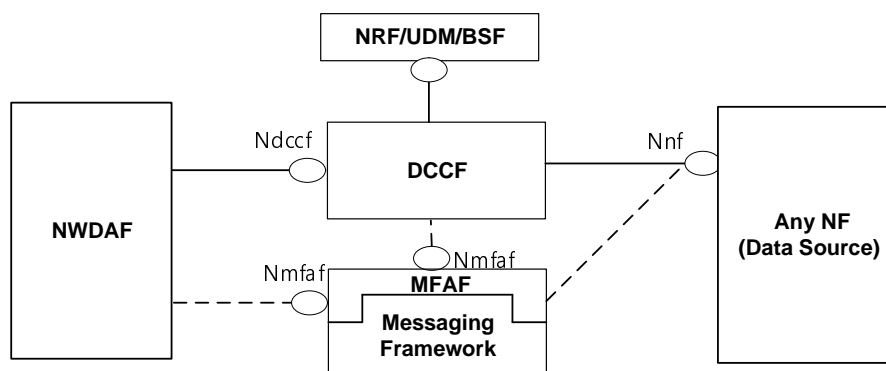 NRF/UDM/BSF
Ndccf
Nnf
DCCF
NWDAF
Any NF
(Data Source)
Nmfaf
Nmfaf
MFAF
Messaging
Framework